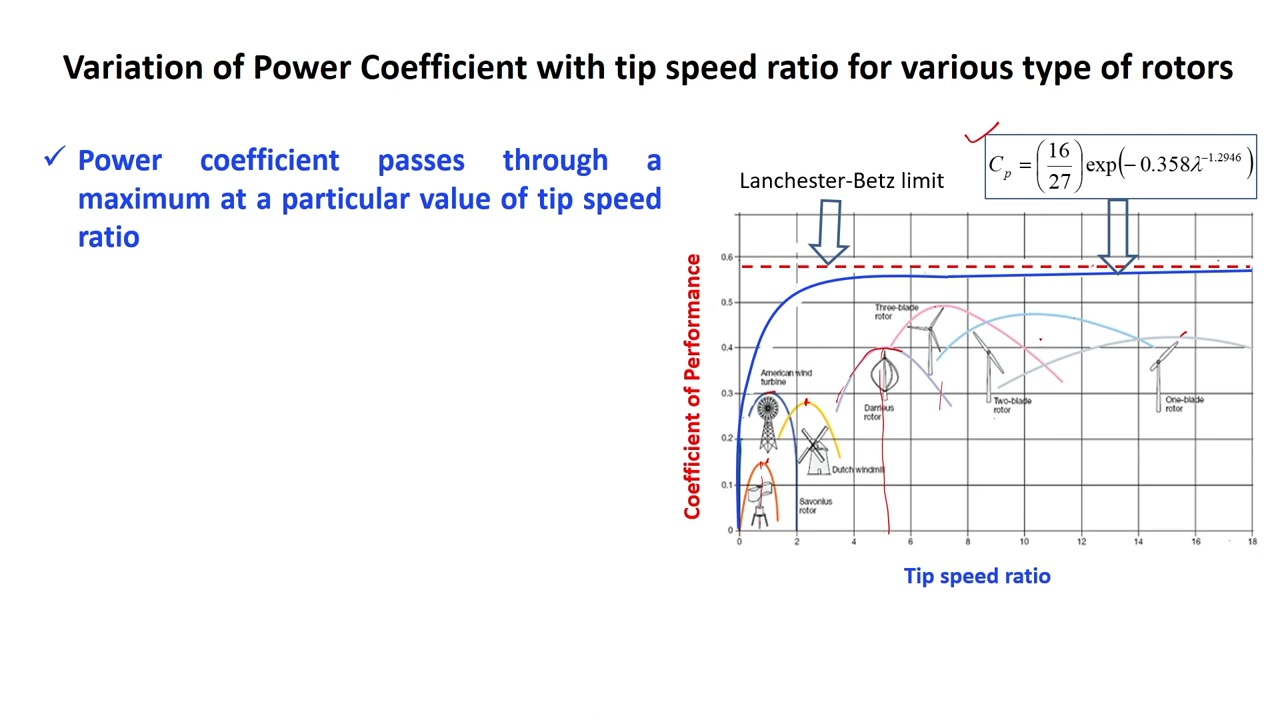 Variation of Power Coefficient with tip speed ratio for various type of rotors
✓ Power coefficient passes through a
maximum at a particular value of tip speed
ratio
C_p = (16/27) exp(−0.358λ^−1.2946)
Lanchester-Betz limit
Coefficient of Performance
0.6
0.5
0.4
0.3
0.2
0.1
0
Three-blade
rotor
American wind
turbine
Darrieus
rotor
Two-blade
rotor
One-blade
rotor
Dutch windmill
Savonius
rotor
0 2 4 6 8 10 12 14 16 18
Tip speed ratio